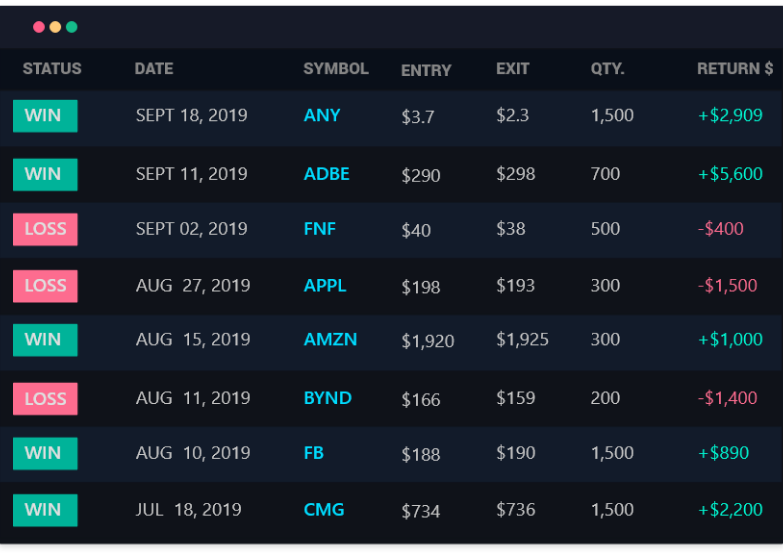 STATUS DATE SYMBOL ENTRY EXIT QTY. RETURN $
WIN SEPT 18, 2019 ANY $3.7 $2.3 1,500 +$2,909
WIN SEPT 11, 2019 ADBE $290 $298 700 +$5,600
LOSS SEPT 02, 2019 FNF $40 $38 500 -$400
LOSS AUG 27, 2019 APPL $198 $193 300 -$1,500
WIN AUG 15, 2019 AMZN $1,920 $1,925 300 +$1,000
LOSS AUG 11, 2019 BYND $166 $159 200 -$1,400
WIN AUG 10, 2019 FB $188 $190 1,500 +$890
WIN JUL 18, 2019 CMG $734 $736 1,500 +$2,200